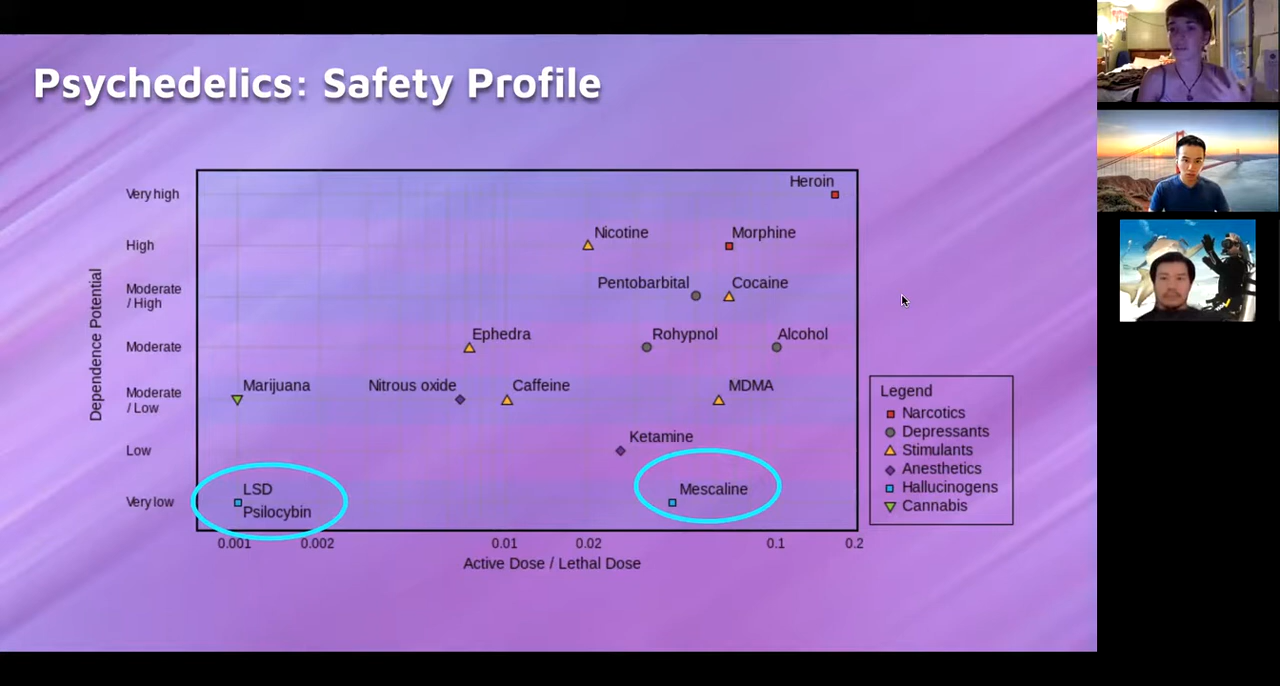 Psychedelics: Safety Profile
Very high
Heroin
Nicotine
Morphine
High
Pentobarbital
Cocaine
Moderate
/ High
Ephedra
Rohypnol
Alcohol
Moderate
Marijuana
Nitrous oxide
Caffeine
MDMA
Moderate
/ Low
Ketamine
Low
LSD
Mescaline
Very low
Psilocybin
Dependence Potential
0.001
0.002
0.01
0.02
0.1
0.2
Active Dose / Lethal Dose
Legend
Narcotics
Depressants
Stimulants
Anesthetics
Hallucinogens
Cannabis